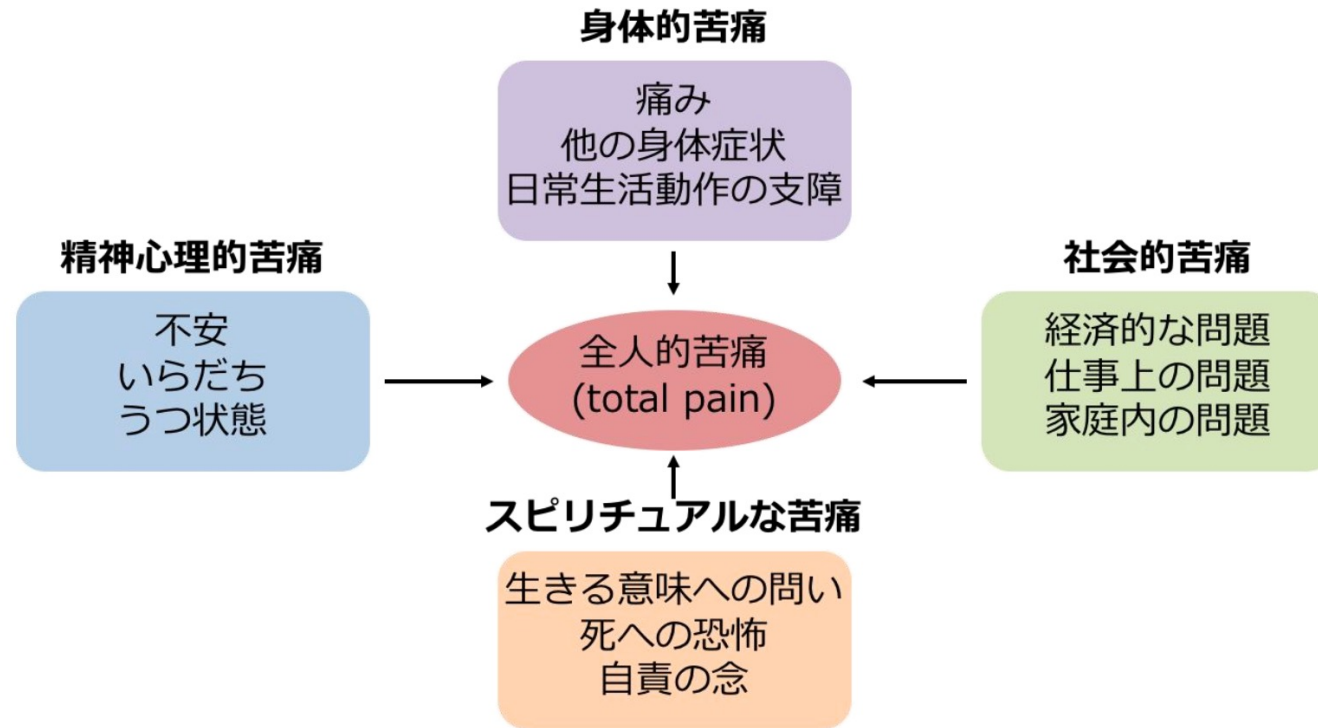 身体的苦痛
痛み
他の身体症状
日常生活動作の支障
精神心理的苦痛
不安
いらだち
うつ状態
全人的苦痛
(total pain)
社会的苦痛
経済的な問題
仕事上の問題
家庭内の問題
スピリチュアルな苦痛
生きる意味への問い
死への恐怖
自責の念